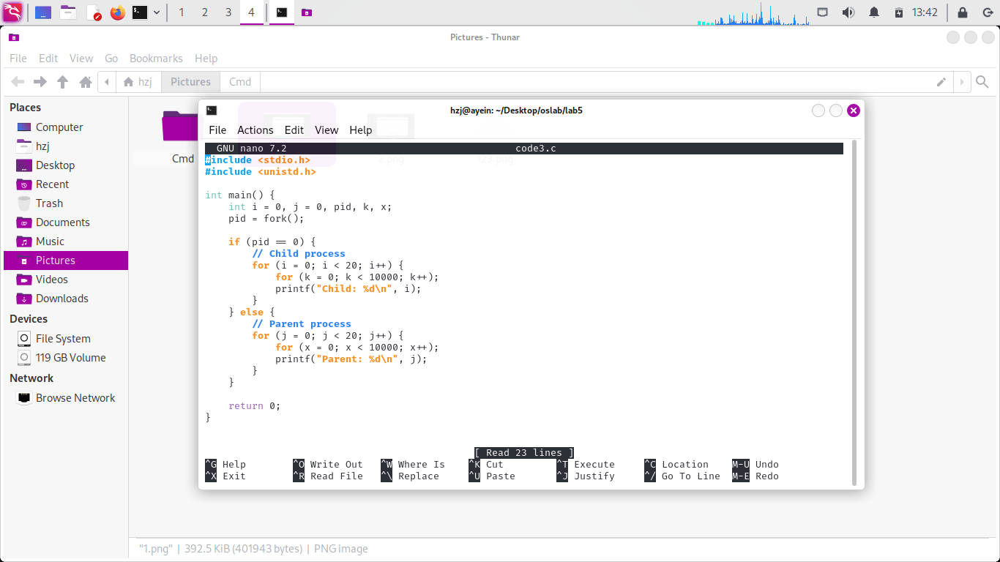 1 2 3 4 13:42
Pictures - Thunar
File Edit View Go Bookmarks Help
hzj Pictures Cmd
Places
Computer
hzj
Desktop
Recent
Trash
Documents
Music
Pictures
Videos
Downloads
Devices
File System
119 GB Volume
Network
Browse Network
Cmd
2.png
123.png
"1.png" | 392.5 KiB (401943 bytes) | PNG image
hzj@ayein: ~/Desktop/oslab/lab5
File Actions Edit View Help
GNU nano 7.2 code3.c
#include <stdio.h>
#include <unistd.h>
int main() {
int i = 0, j = 0, pid, k, x;
pid = fork();
if (pid == 0) {
// Child process
for (i = 0; i < 20; i++) {
for (k = 0; k < 10000; k++);
printf("Child: %d\n", i);
}
} else {
// Parent process
for (j = 0; j < 20; j++) {
for (x = 0; x < 10000; x++);
printf("Parent: %d\n", j);
}
}
return 0;
}
[ Read 23 lines ]
^G Help ^O Write Out ^W Where Is ^K Cut ^T Execute ^C Location M-U Undo
^X Exit ^R Read File ^\ Replace ^U Paste ^J Justify ^/ Go To Line M-E Redo